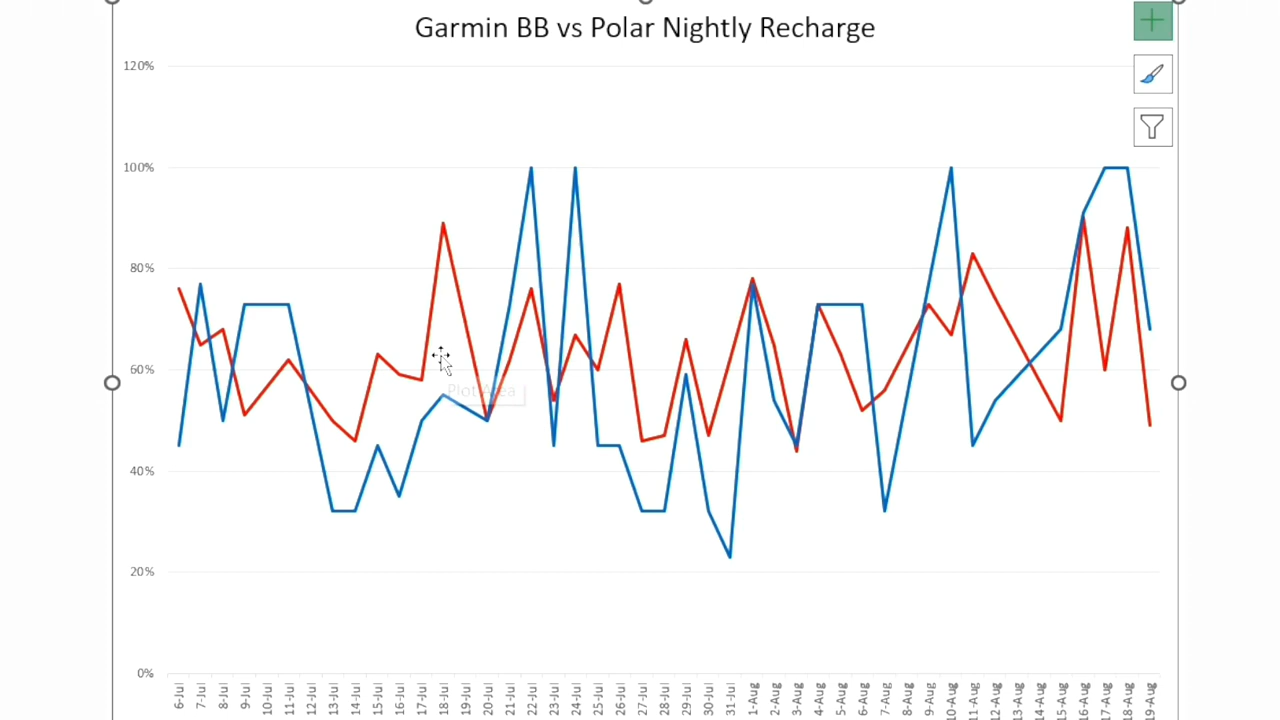 Garmin BB vs Polar Nightly Recharge
120%
100%
80%
60%
40%
20%
0%
Plot Area
6-Jul
7-Jul
8-Jul
9-Jul
10-Jul
11-Jul
12-Jul
13-Jul
14-Jul
15-Jul
16-Jul
17-Jul
18-Jul
19-Jul
20-Jul
21-Jul
22-Jul
23-Jul
24-Jul
25-Jul
26-Jul
27-Jul
28-Jul
29-Jul
30-Jul
31-Jul
1-Aug
2-Aug
3-Aug
4-Aug
5-Aug
6-Aug
7-Aug
8-Aug
9-Aug
10-Aug
11-Aug
12-Aug
13-Aug
14-Aug
15-Aug
16-Aug
17-Aug
18-Aug
19-Aug